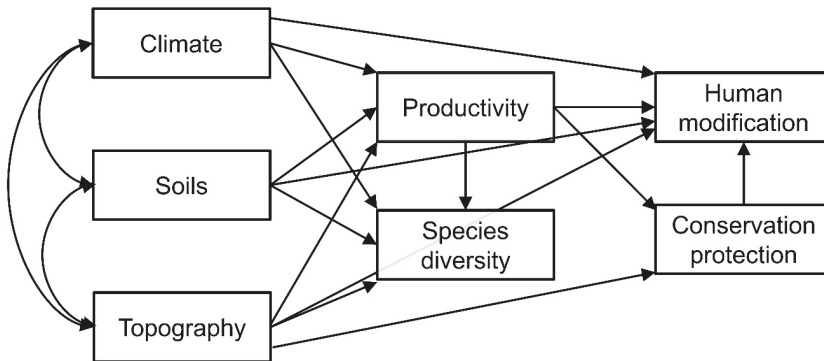 Climate
Soils
Topography
Productivity
Species
diversity
Human
modification
Conservation
protection